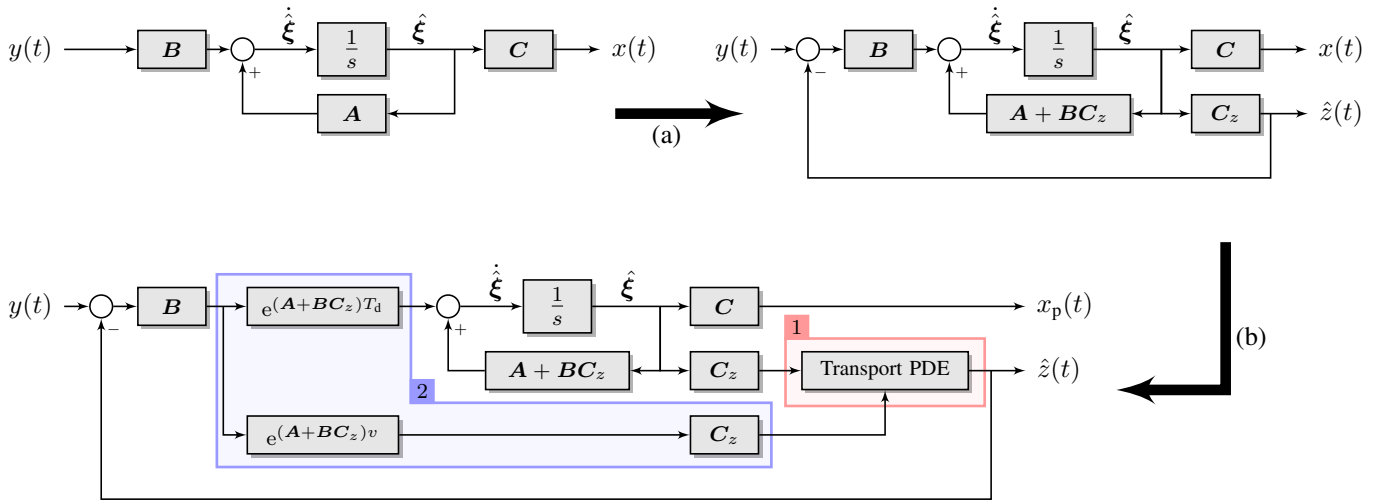 y(t) B + ξ̂̇ 1/s ξ̂ C x(t)
A
(a)
y(t) − B + ξ̂̇ 1/s ξ̂ C x(t)
A + BC_z C_z ẑ(t)
y(t) − B e^{(A+BC_z)T_d} + ξ̂̇ 1/s ξ̂ C x_p(t)
1
A + BC_z C_z Transport PDE ẑ(t)
(b)
2
e^{(A+BC_z)v} C_z